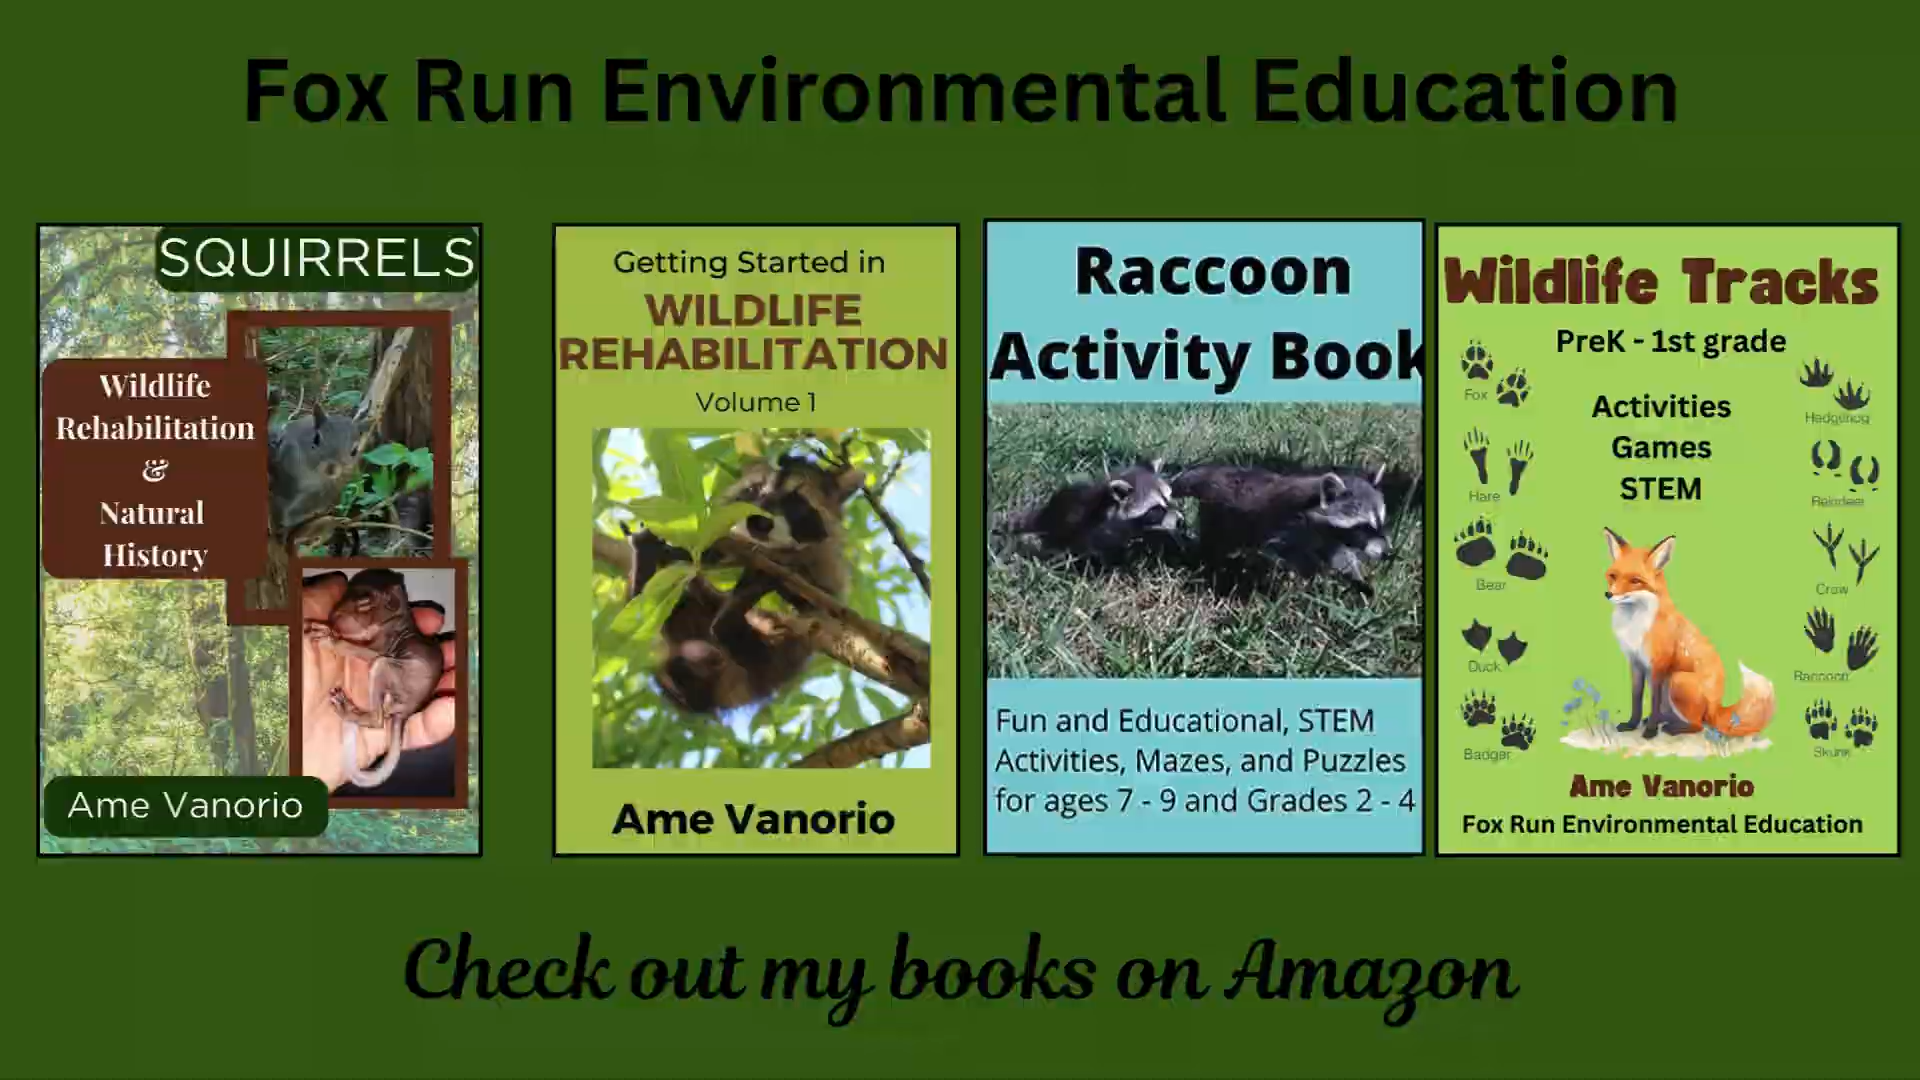 Fox Run Environmental Education
SQUIRRELS
Wildlife
Rehabilitation
&
Natural
History
Ame Vanorio
Getting Started in
WILDLIFE
REHABILITATION
Volume 1
Ame Vanorio
Raccoon
Activity Book
Fun and Educational, STEM
Activities, Mazes, and Puzzles
for ages 7 - 9 and Grades 2 - 4
Wildlife Tracks
PreK - 1st grade
Activities
Games
STEM
Fox
Hare
Bear
Duck
Badger
Hedgehog
Reindeer
Crow
Raccoon
Skunk
Ame Vanorio
Fox Run Environmental Education
Check out my books on Amazon